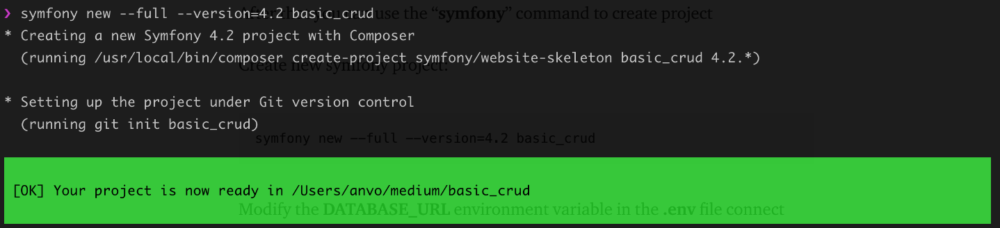 ❯ symfony new --full --version=4.2 basic_crud
use the “symfony” command to create project
* Creating a new Symfony 4.2 project with Composer
(running /usr/local/bin/composer create-project symfony/website-skeleton basic_crud 4.2.*)
Create new symfony project:
* Setting up the project under Git version control
(running git init basic_crud)
symfony new --full --version=4.2 basic_crud
[OK] Your project is now ready in /Users/anvo/medium/basic_crud
Modify the DATABASE_URL environment variable in the .env file connect